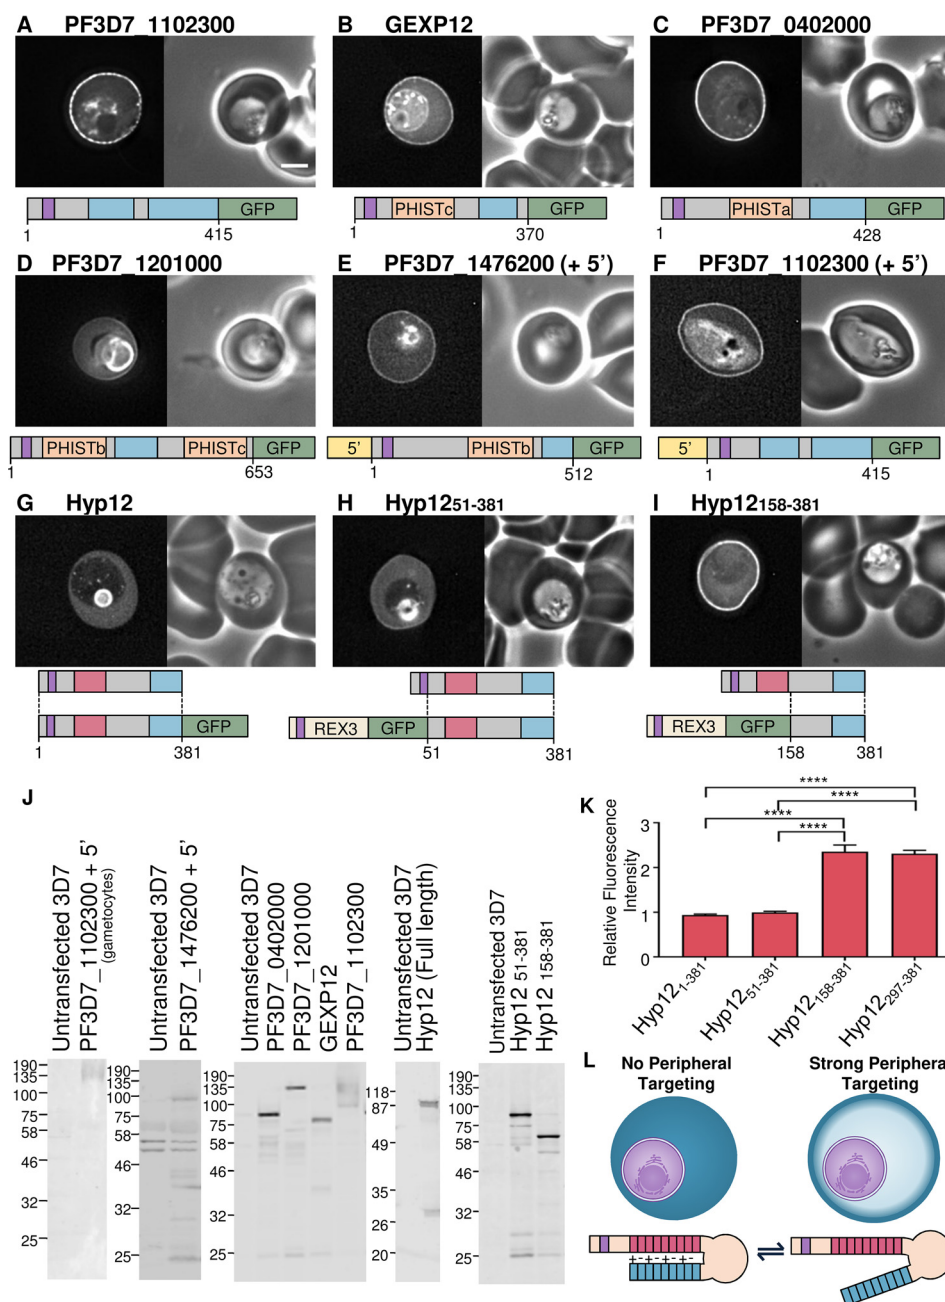 A PF3D7_1102300
B GEXP12
C PF3D7_0402000
GFP
1 415
PHISTc GFP
1 370
PHISTa GFP
1 428
D PF3D7_1201000
E PF3D7_1476200 (+ 5')
F PF3D7_1102300 (+ 5')
PHISTb PHISTc GFP
1 653
5' PHISTb GFP
1 512
5' GFP
1 415
G Hyp12
H Hyp12 51-381
I Hyp12 158-381
GFP
1 381
REX3 GFP
51 381
REX3 GFP
158 381
J
Untransfected 3D7
PF3D7_1102300 + 5'
(gametocytes)
190
135
100
75
58
46
32
25
Untransfected 3D7
PF3D7_1476200 + 5'
190
135
100
75
58
46
32
25
Untransfected 3D7
PF3D7_0402000
PF3D7_1201000
GEXP12
PF3D7_1102300
190
135
100
75
58
46
32
25
Untransfected 3D7
Hyp12 (Full length)
118
87
49
35
25
20
Untransfected 3D7
Hyp12 51-381
Hyp12 158-381
190
135
100
75
58
46
32
25
K
Relative Fluorescence
Intensity
3
2
1
0
****
****
****
****
Hyp12 1-381
Hyp12 51-381
Hyp12 158-381
Hyp12 297-381
L
No Peripheral
Targeting
Strong Periphera
Targeting
+-+-+-+-